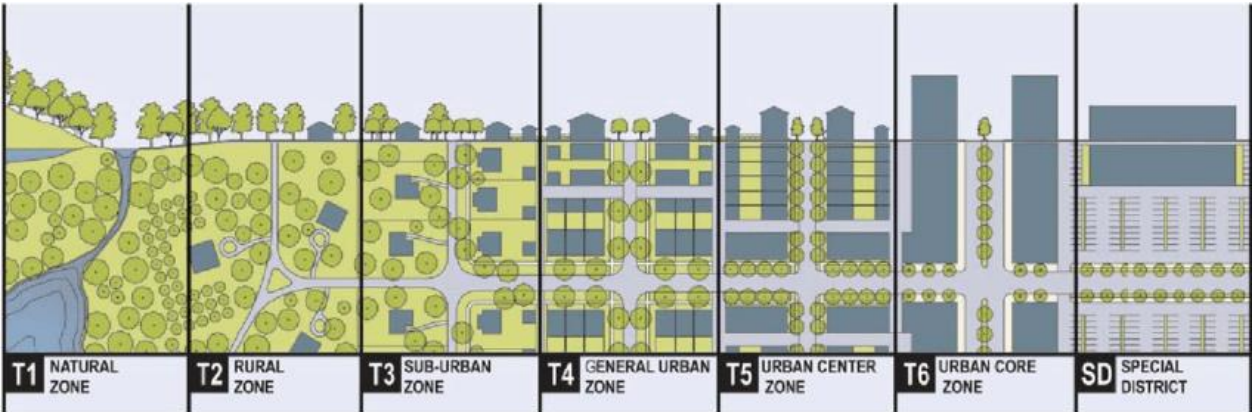 T1 NATURAL
ZONE
T2 RURAL
ZONE
T3 SUB-URBAN
ZONE
T4 GENERAL URBAN
ZONE
T5 URBAN CENTER
ZONE
T6 URBAN CORE
ZONE
SD SPECIAL
DISTRICT